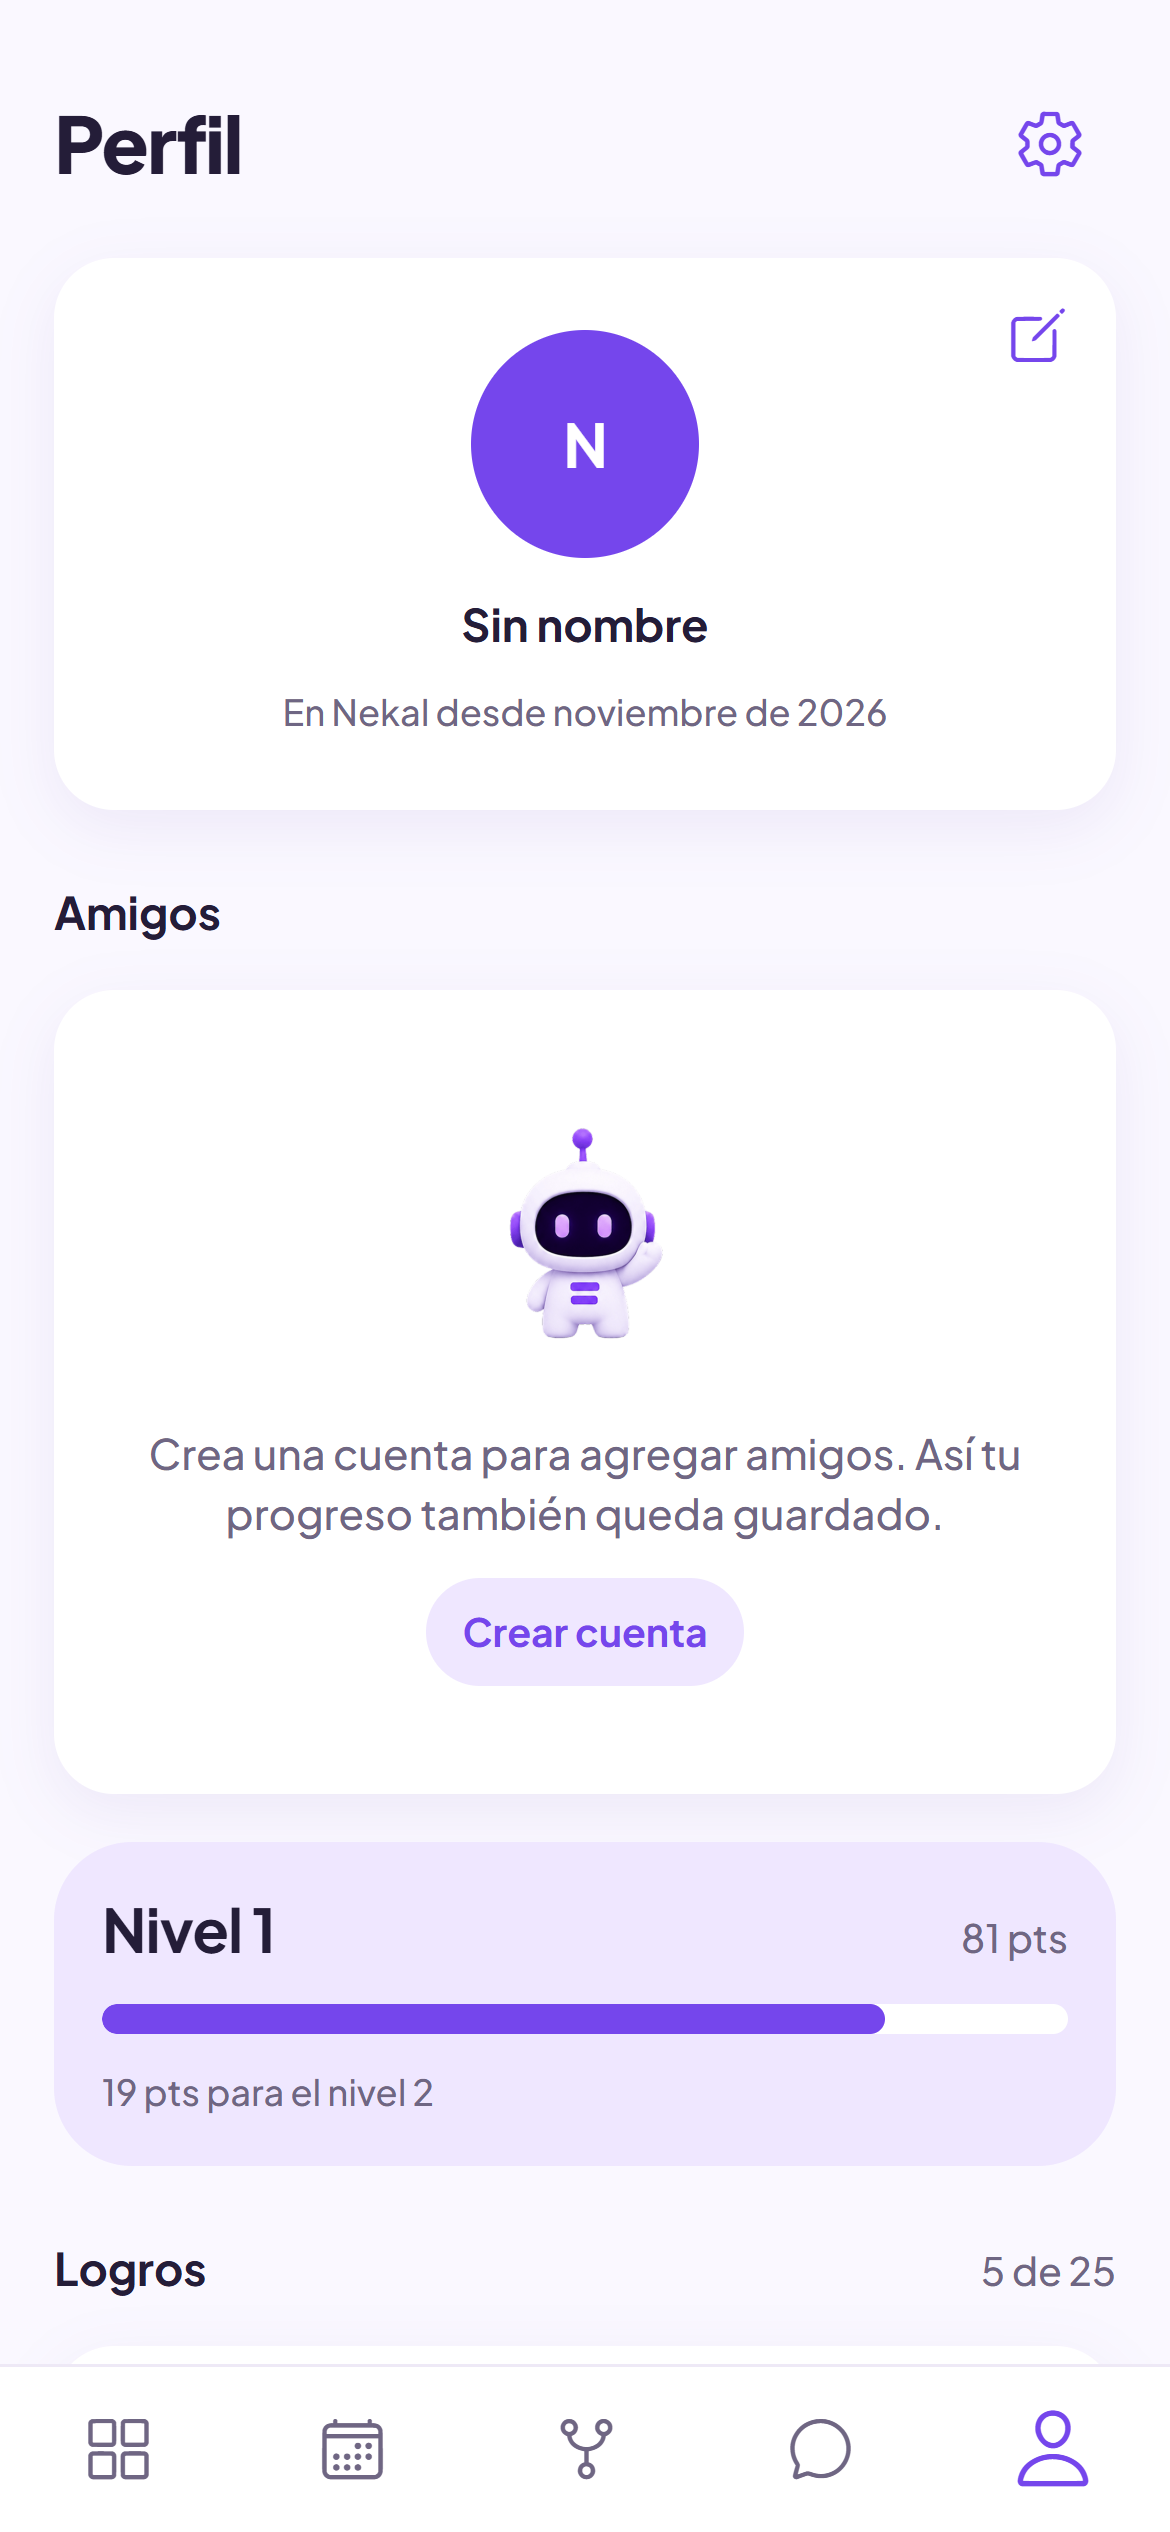 Perfil
N
Sin nombre
En Nekal desde noviembre de 2026
Amigos
Crea una cuenta para agregar amigos. Así tu
progreso también queda guardado.
Crear cuenta
Nivel 1
81 pts
19 pts para el nivel 2
Logros
5 de 25